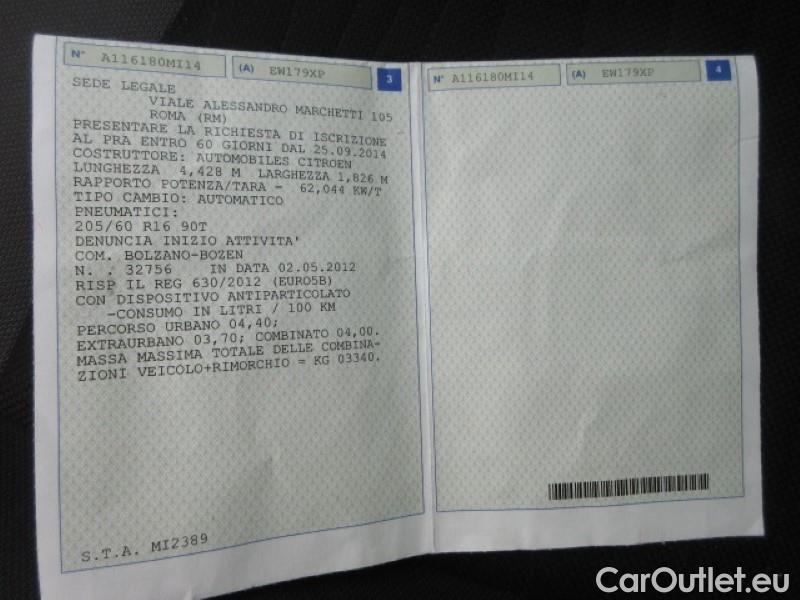 N° A116180MI14 (A) EW179XP 3
SEDE LEGALE
VIALE ALESSANDRO MARCHETTI 105
ROMA (RM)
PRESENTARE LA RICHIESTA DI ISCRIZIONE
AL PRA ENTRO 60 GIORNI DAL 25.09.2014
COSTRUTTORE: AUTOMOBILES CITROEN
LUNGHEZZA 4,428 M LARGHEZZA 1,826 M
RAPPORTO POTENZA/TARA - 62,044 KW/T
TIPO CAMBIO: AUTOMATICO
PNEUMATICI:
205/60 R16 90T
DENUNCIA INIZIO ATTIVITA'
COM. BOLZANO-BOZEN
N. . 32756 IN DATA 02.05.2012
RISP IL REG 630/2012 (EURO5B)
CON DISPOSITIVO ANTIPARTICOLATO
-CONSUMO IN LITRI / 100 KM
PERCORSO URBANO 04,40;
EXTRAURBANO 03,70; COMBINATO 04,00.
MASSA MASSIMA TOTALE DELLE COMBINA-
ZIONI VEICOLO+RIMORCHIO = KG 03340.
S.T.A. MI2389
N° A116180MI14 (A) EW179XP 4
CarOutlet.eu